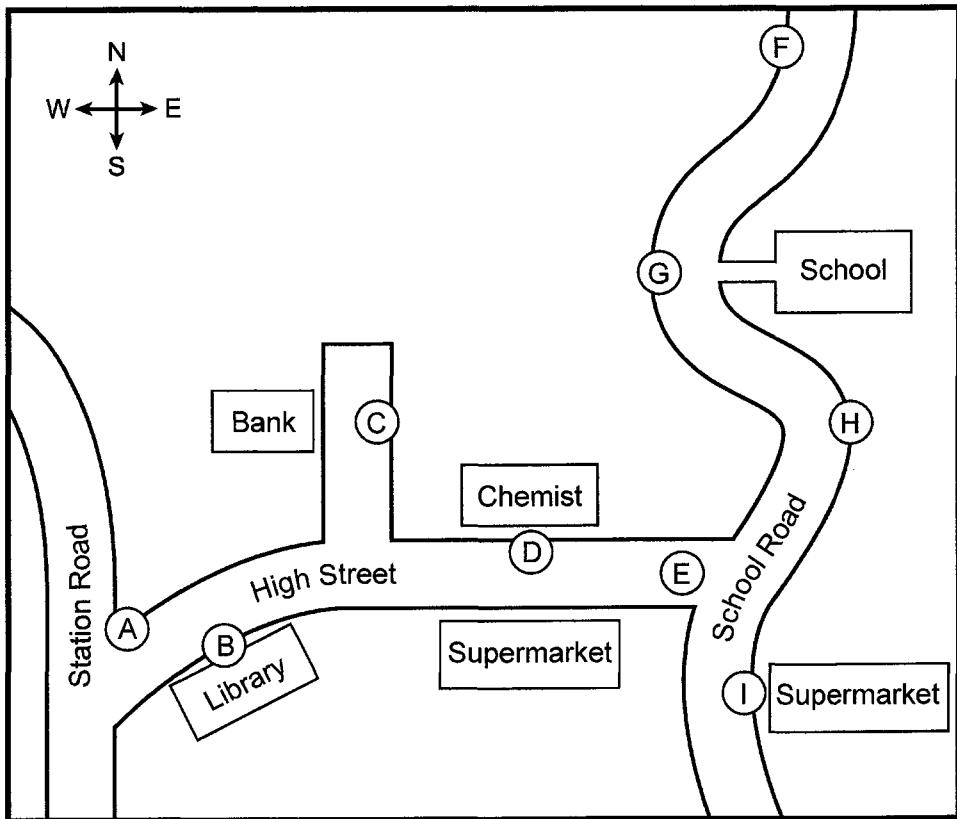 N
W E
S
F
G
School
Bank
C
H
Chemist
D
E
High Street
School Road
Station Road
A
B
Library
Supermarket
I
Supermarket